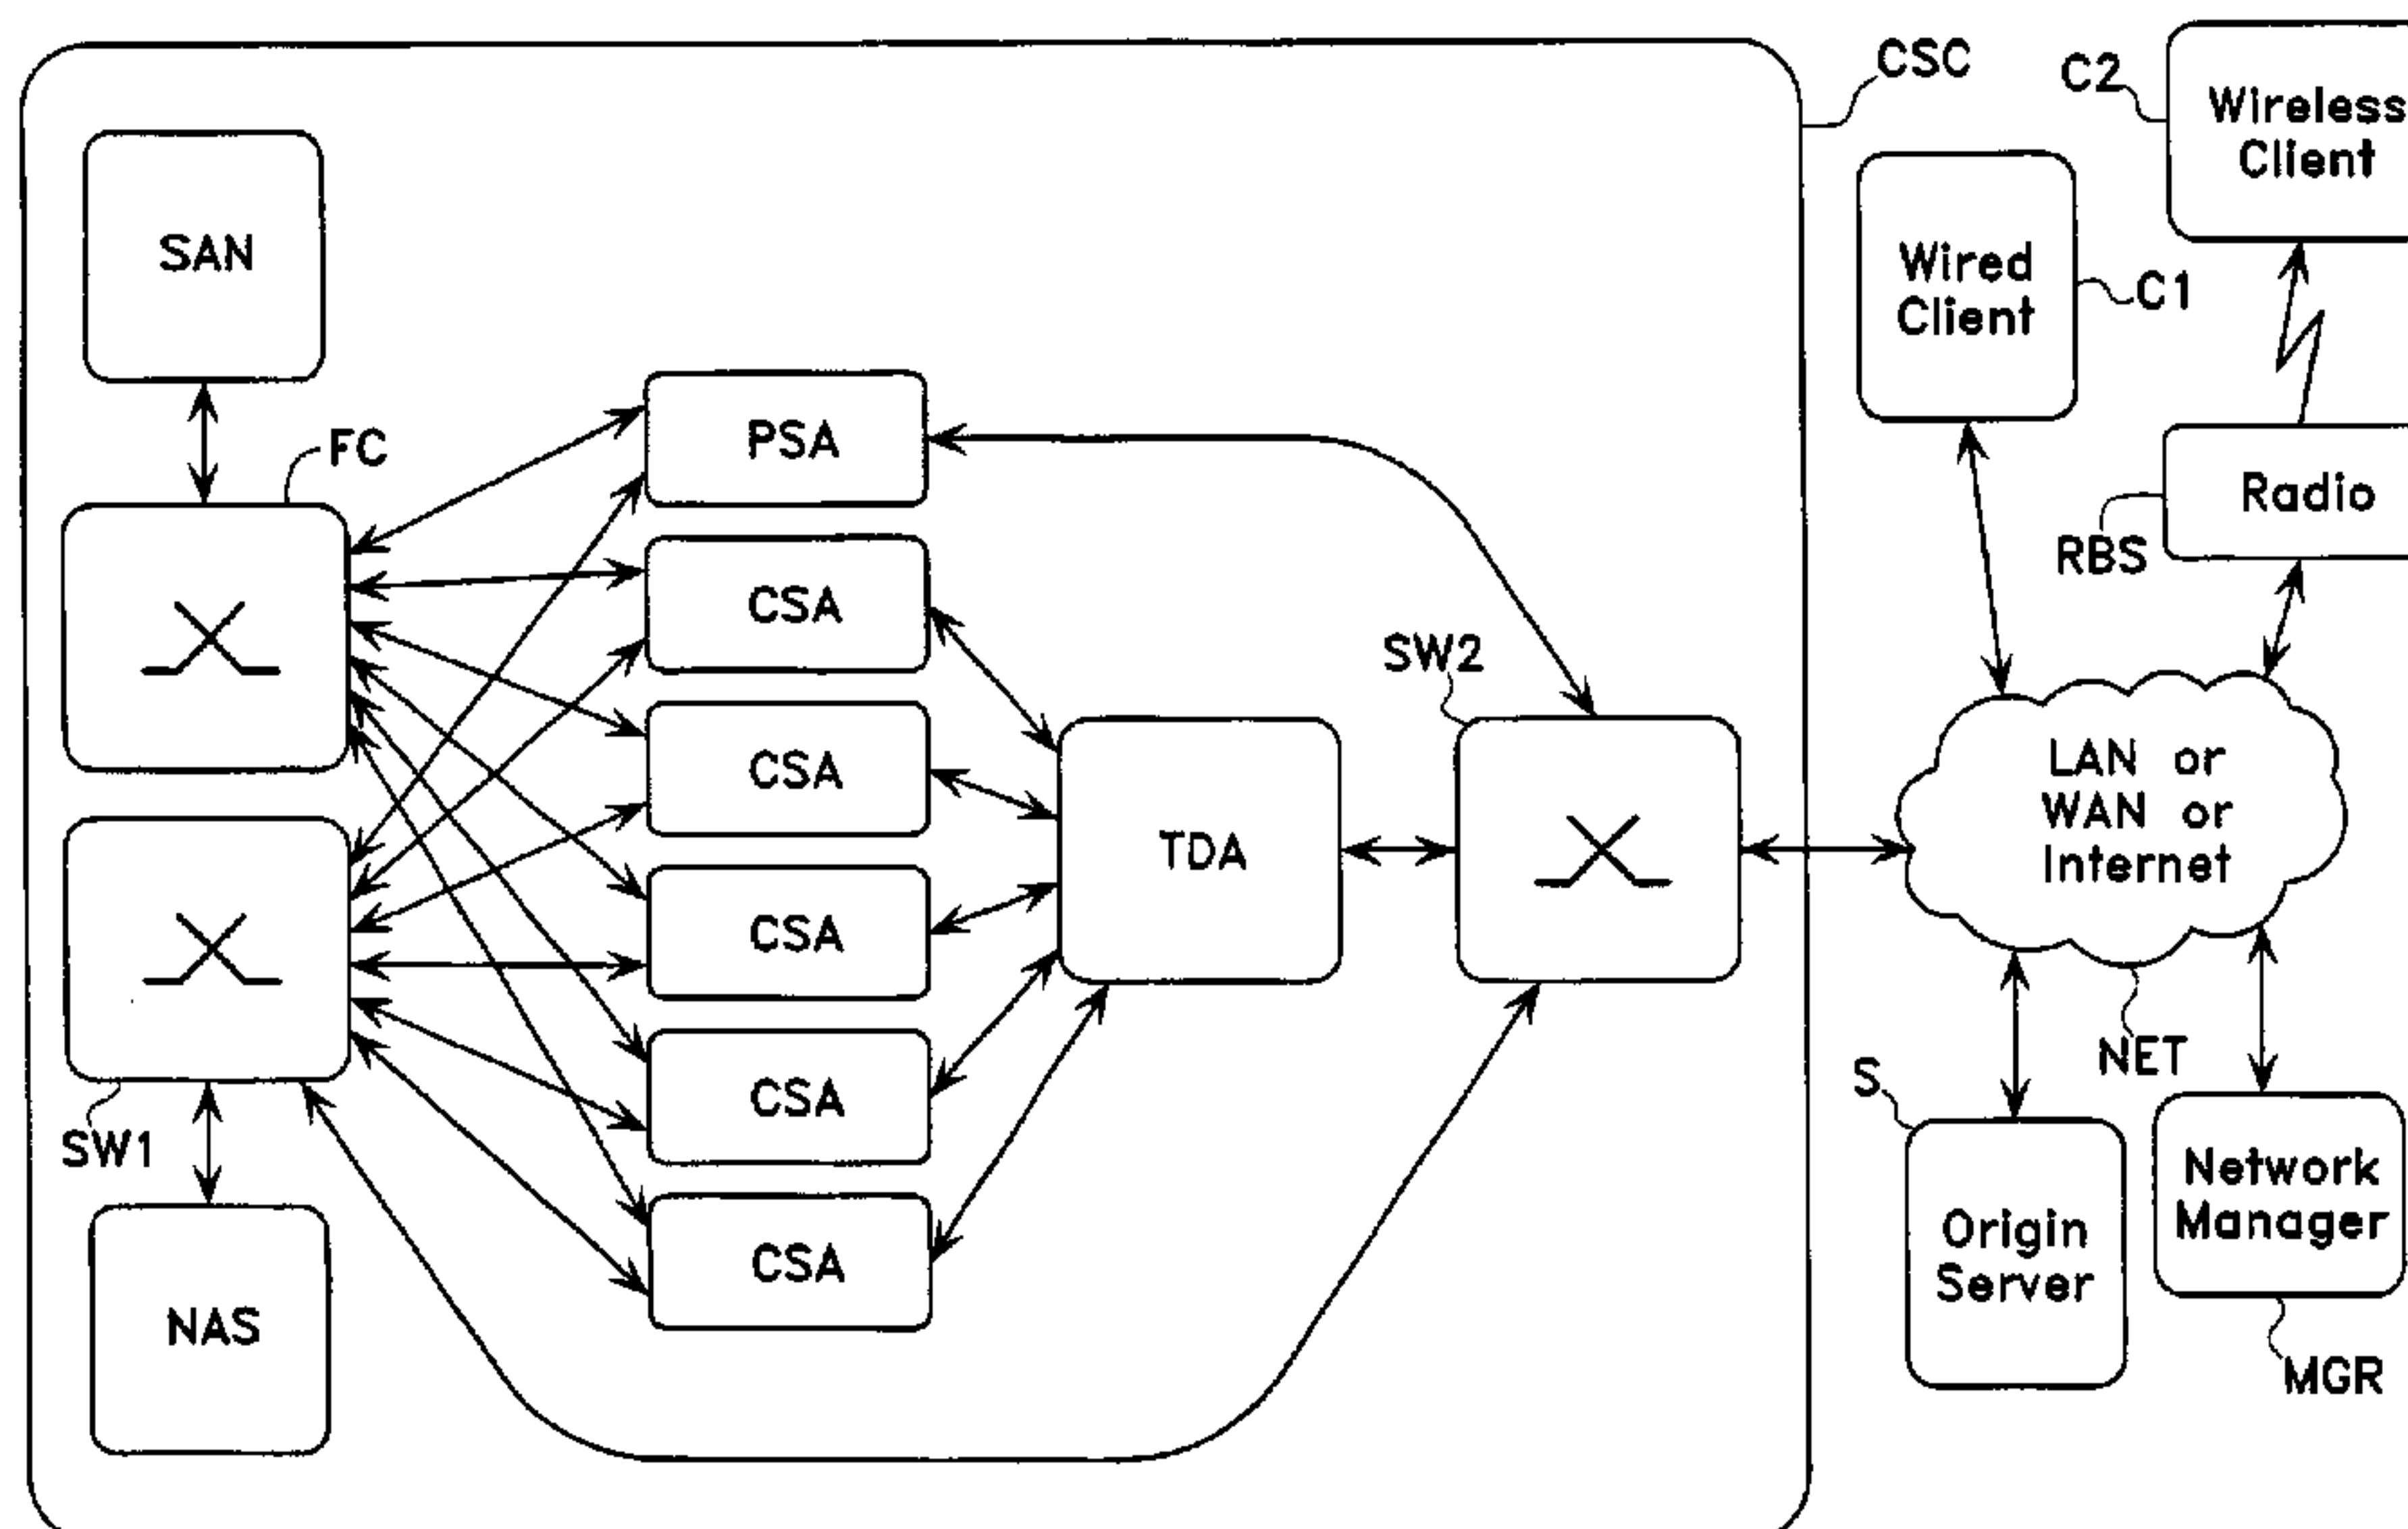 CSC
C2
Wireless
Client
SAN
Wired
Client
C1
FC
PSA
Radio
RBS
CSA
SW2
CSA
LAN or
WAN or
Internet
TDA
CSA
NET
S
CSA
SW1
Network
Manager
Origin
Server
CSA
NAS
MGR